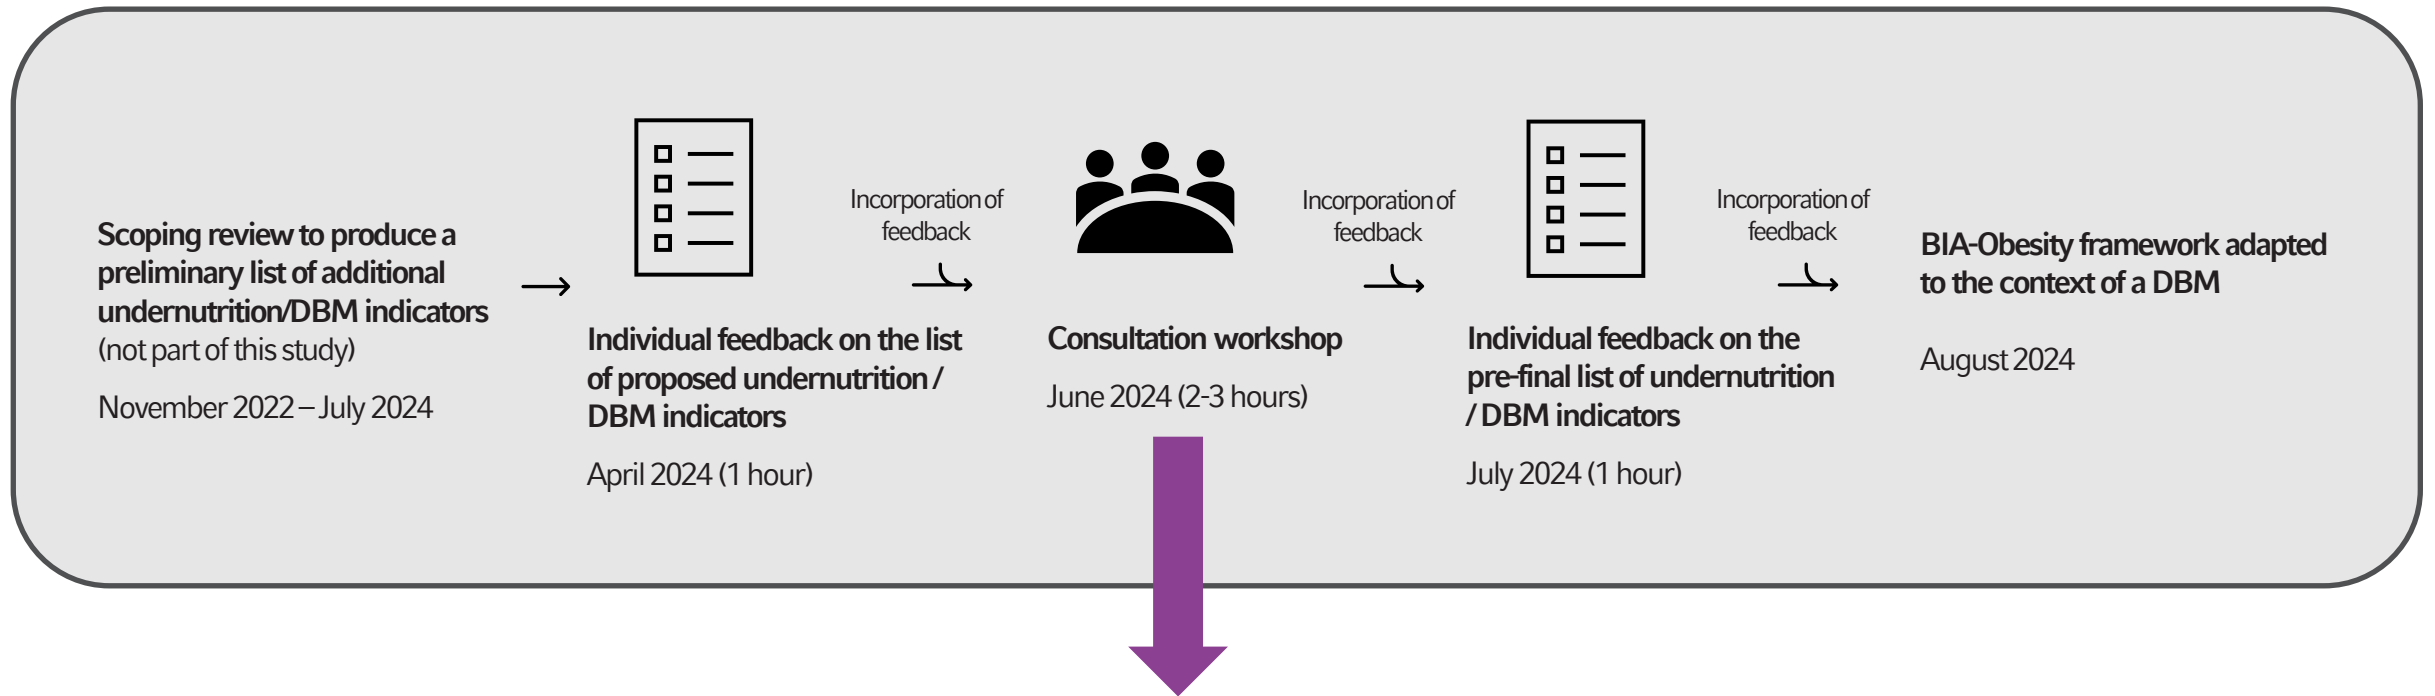 Scoping review to produce a
preliminary list of additional
undernutrition/DBM indicators
(not part of this study)
November 2022 – July 2024
Individual feedback on the list
of proposed undernutrition /
DBM indicators
April 2024 (1 hour)
Incorporation of
feedback
Consultation workshop
June 2024 (2-3 hours)
Incorporation of
feedback
Individual feedback on the
pre-final list of undernutrition
/ DBM indicators
July 2024 (1 hour)
Incorporation of
feedback
BIA-Obesity framework adapted
to the context of a DBM
August 2024